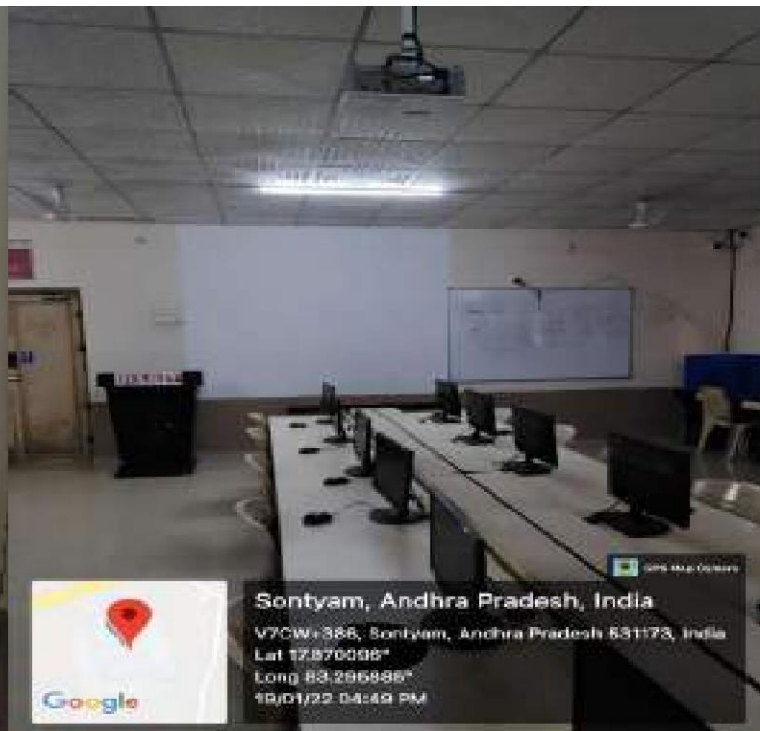 GPS Map Camera
Sontyam, Andhra Pradesh, India
V7CW+386, Sontyam, Andhra Pradesh 531173, India
Lat 17.870096°
Long 83.296886°
19/01/22 04:49 PM
Google